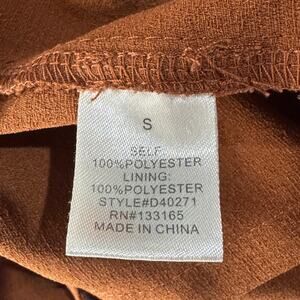 S
SELF:
100%POLYESTER
LINING:
100%POLYESTER
STYLE#D40271
RN#133165
MADE IN CHINA